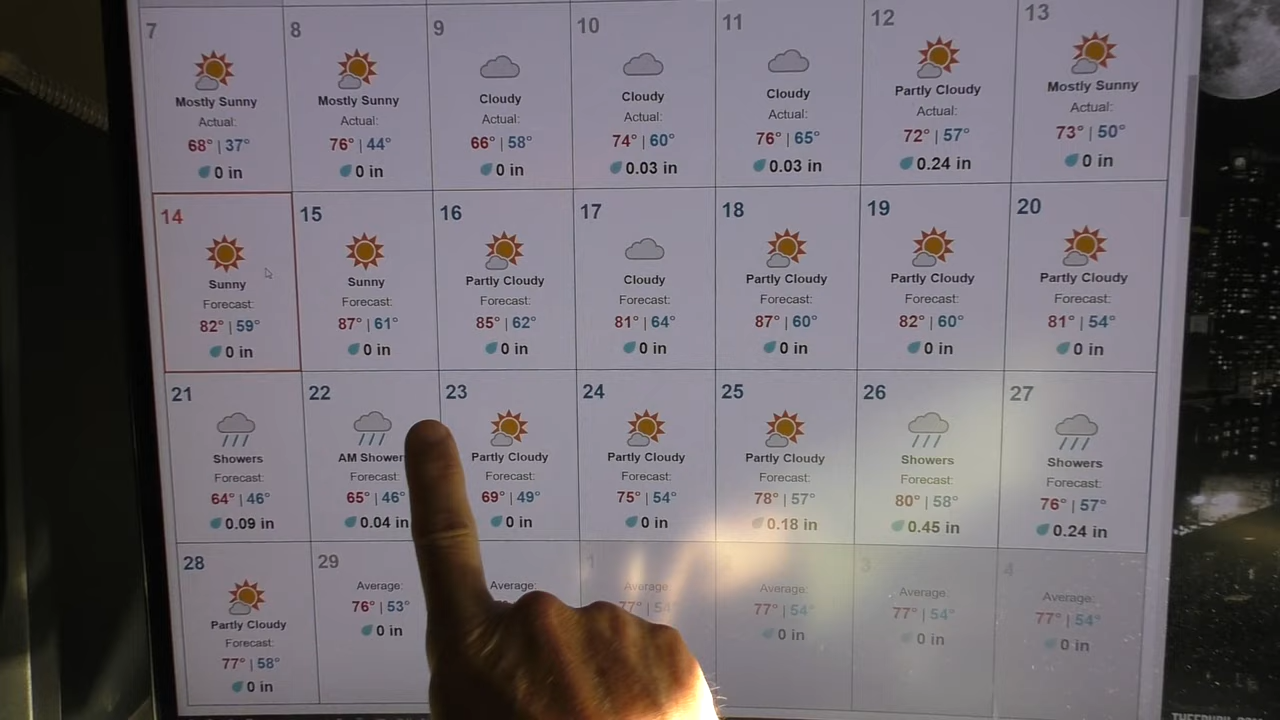 7
Mostly Sunny
Actual:
68° | 37°
0 in
8
Mostly Sunny
Actual:
76° | 44°
0 in
9
Cloudy
Actual:
66° | 58°
0 in
10
Cloudy
Actual:
74° | 60°
0.03 in
11
Cloudy
Actual:
76° | 65°
0.03 in
12
Partly Cloudy
Actual:
72° | 57°
0.24 in
13
Mostly Sunny
Actual:
73° | 50°
0 in
14
Sunny
Forecast:
82° | 59°
0 in
15
Sunny
Forecast:
87° | 61°
0 in
16
Partly Cloudy
Forecast:
85° | 62°
0 in
17
Cloudy
Forecast:
81° | 64°
0 in
18
Partly Cloudy
Forecast:
87° | 60°
0 in
19
Partly Cloudy
Forecast:
82° | 60°
0 in
20
Partly Cloudy
Forecast:
81° | 54°
0 in
21
Showers
Forecast:
64° | 46°
0.09 in
22
AM Showers
Forecast:
65° | 46°
0.04 in
23
Partly Cloudy
Forecast:
69° | 49°
0 in
24
Partly Cloudy
Forecast:
75° | 54°
0 in
25
Partly Cloudy
Forecast:
78° | 57°
0.18 in
26
Showers
Forecast:
80° | 58°
0.45 in
27
Showers
Forecast:
76° | 57°
0.24 in
28
Partly Cloudy
Forecast:
77° | 58°
0 in
29
Average:
76° | 53°
0 in
Average:
1
Average:
77° | 54
2
Average:
77° | 54°
0 in
3
Average:
77° | 54°
0 in
4
Average:
77° | 54°
0 in